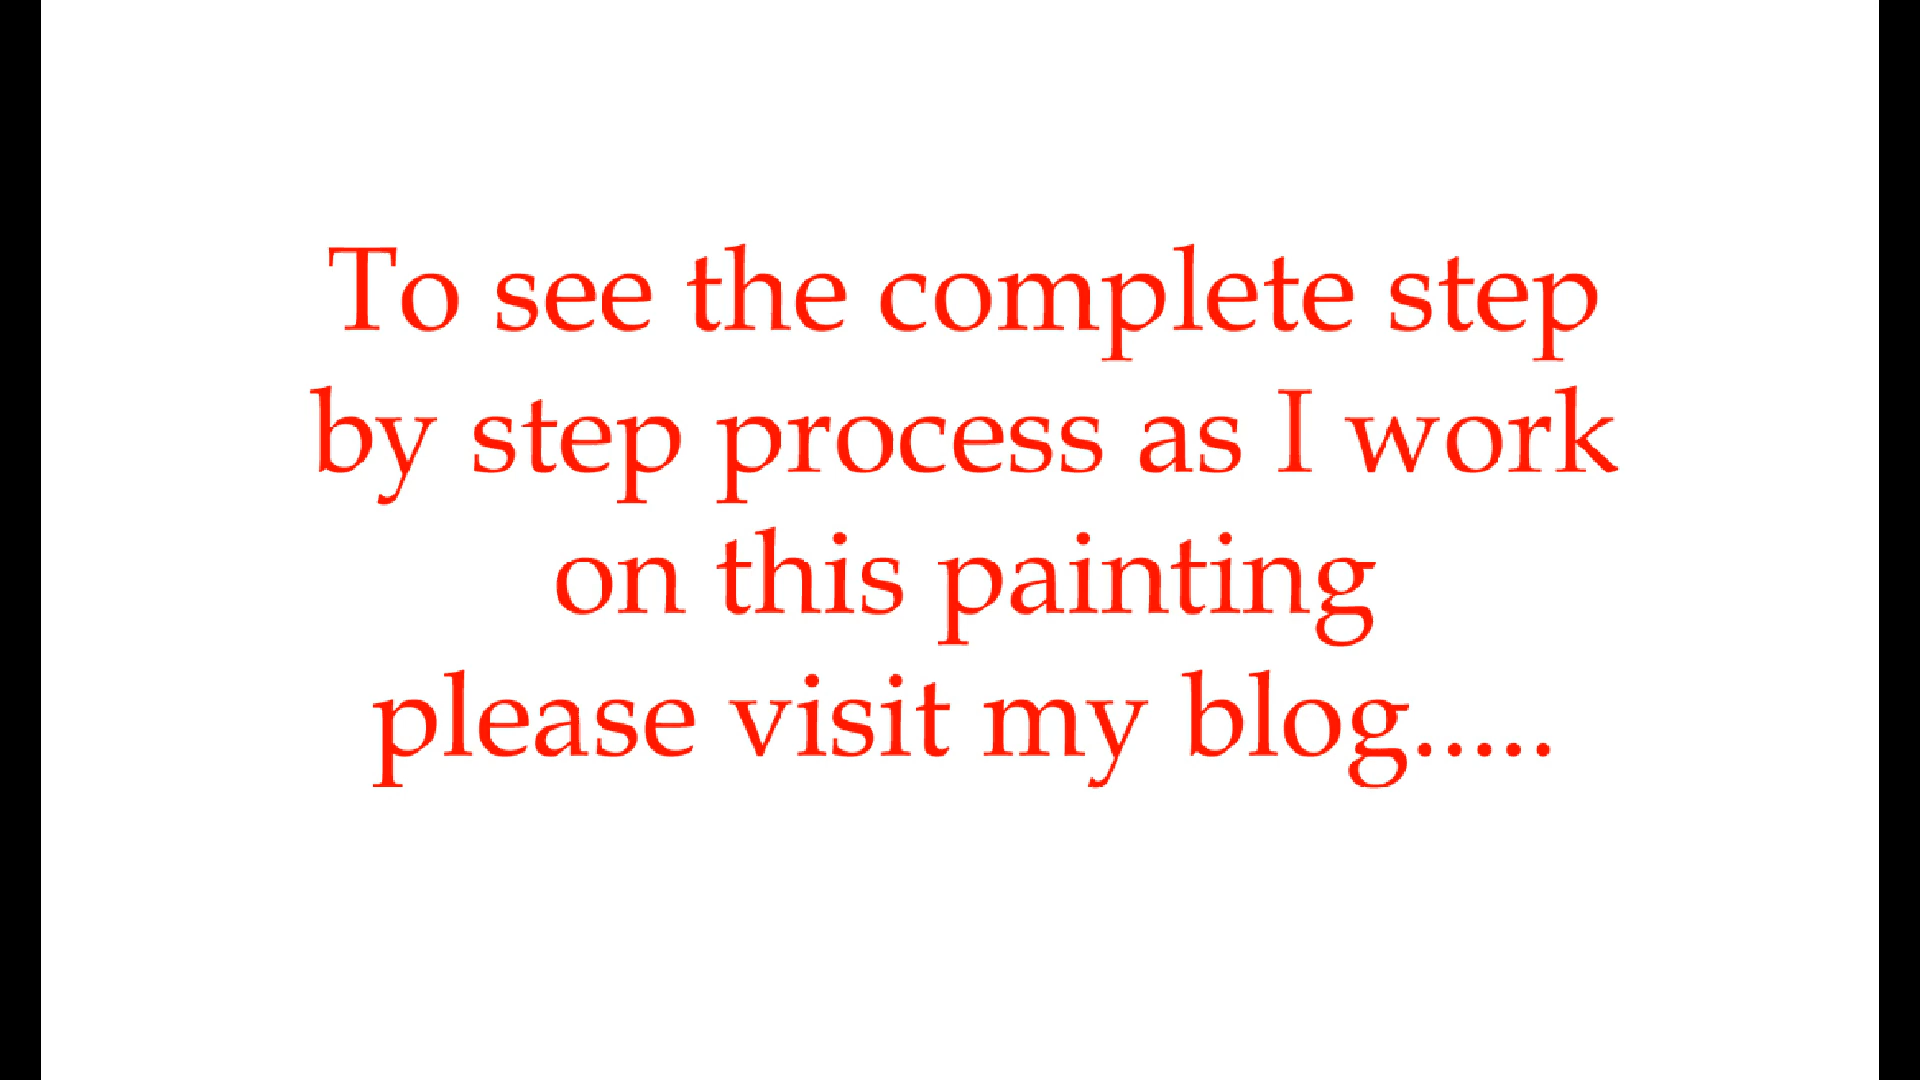 To see the complete step
by step process as I work
on this painting
please visit my blog.....